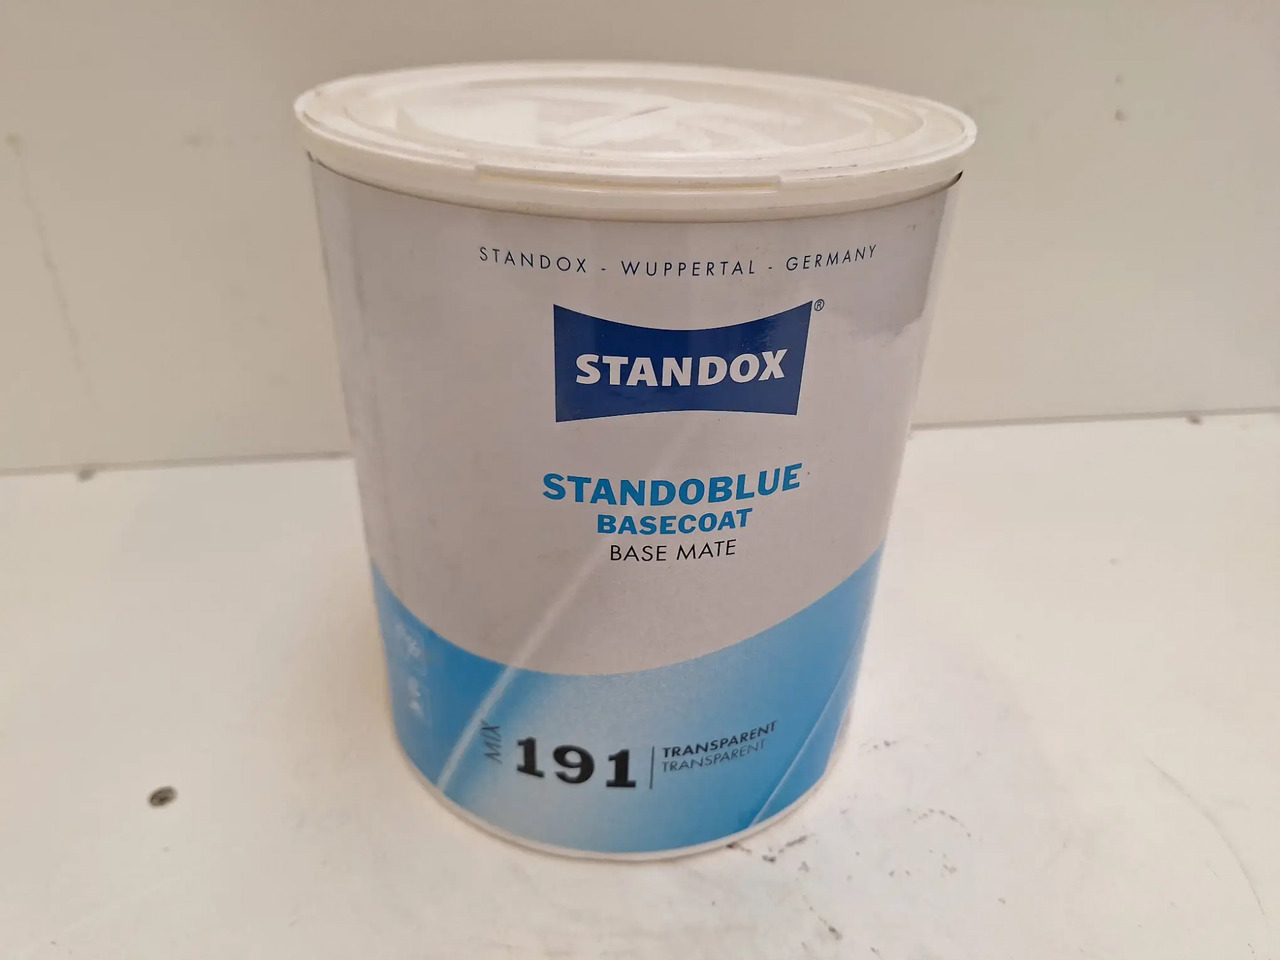 STANDOX - WUPPERTAL - GERMANY
STANDOX®
STANDOBLUE
BASECOAT
BASE MATE
MIX 191 TRANSPARENT
TRANSPARENT